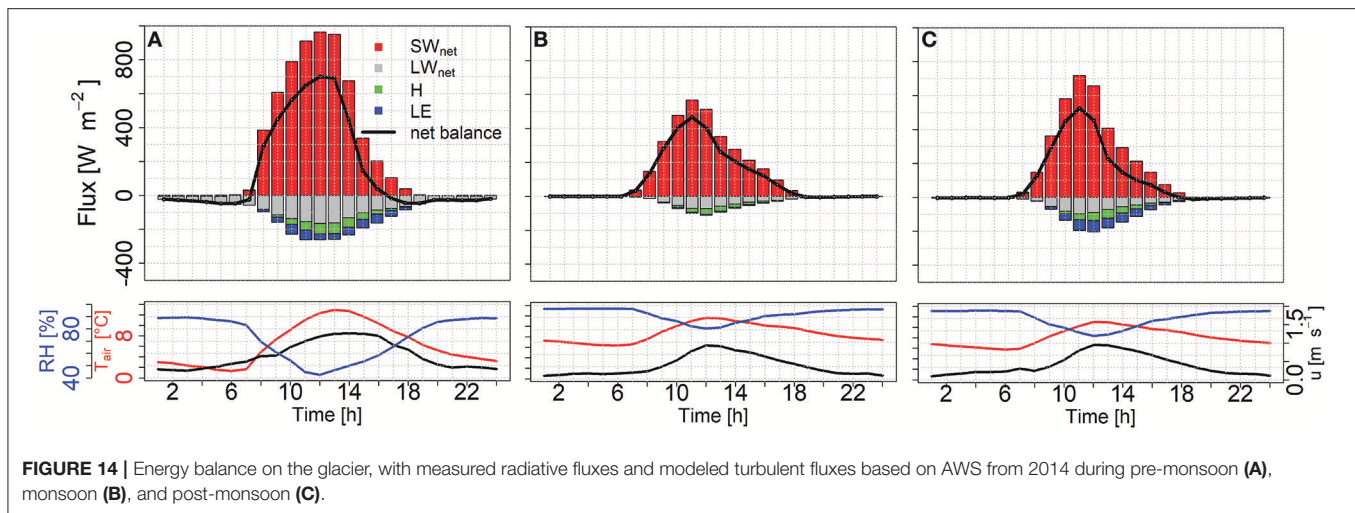 A
B
C
SWnet
LWnet
H
LE
net balance
Flux [W m−2]
800
400
0
-400
RH [%]
80
40
Tair [°C]
8
0
1.5
0.0
u [m s−1]
2 6 10 14 18 22
2 6 10 14 18 22
2 6 10 14 18 22
Time [h]
Time [h]
Time [h]
FIGURE 14 | Energy balance on the glacier, with measured radiative fluxes and modeled turbulent fluxes based on AWS from 2014 during pre-monsoon (A),
monsoon (B), and post-monsoon (C).